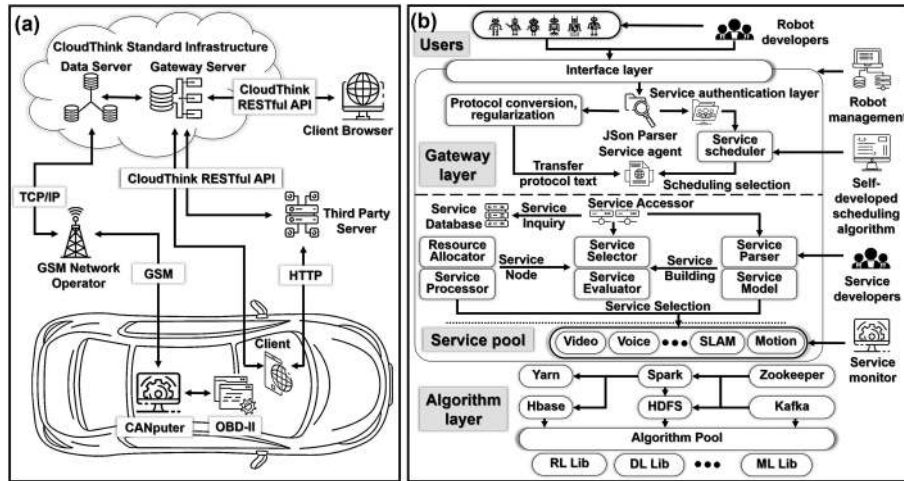 (a)
CloudThink Standard Infrastructure
Data Server
Gateway Server
CloudThink
RESTful API
Client Browser
CloudThink RESTful API
TCP/IP
Third Party
Server
GSM Network
Operator
GSM
HTTP
Client
CANputer
OBD-II
(b)
Users
Robot
developers
Interface layer
Service authentication layer
Protocol conversion,
regularization
JSon Parser
Service agent
Service
scheduler
Robot
management
Gateway
layer
Transfer
protocol text
Scheduling selection
Self-
developed
scheduling
algorithm
Service
Database
Service
Inquiry
Service Accessor
Resource
Allocator
Service
Processor
Service
Node
Service
Selector
Service
Evaluator
Service
Building
Service
Parser
Service
Model
Service
developers
Service Selection
Service pool
Video
Voice
SLAM
Motion
Service
monitor
Algorithm
layer
Yarn
Spark
Zookeeper
Hbase
HDFS
Kafka
Algorithm Pool
RL Lib
DL Lib
ML Lib